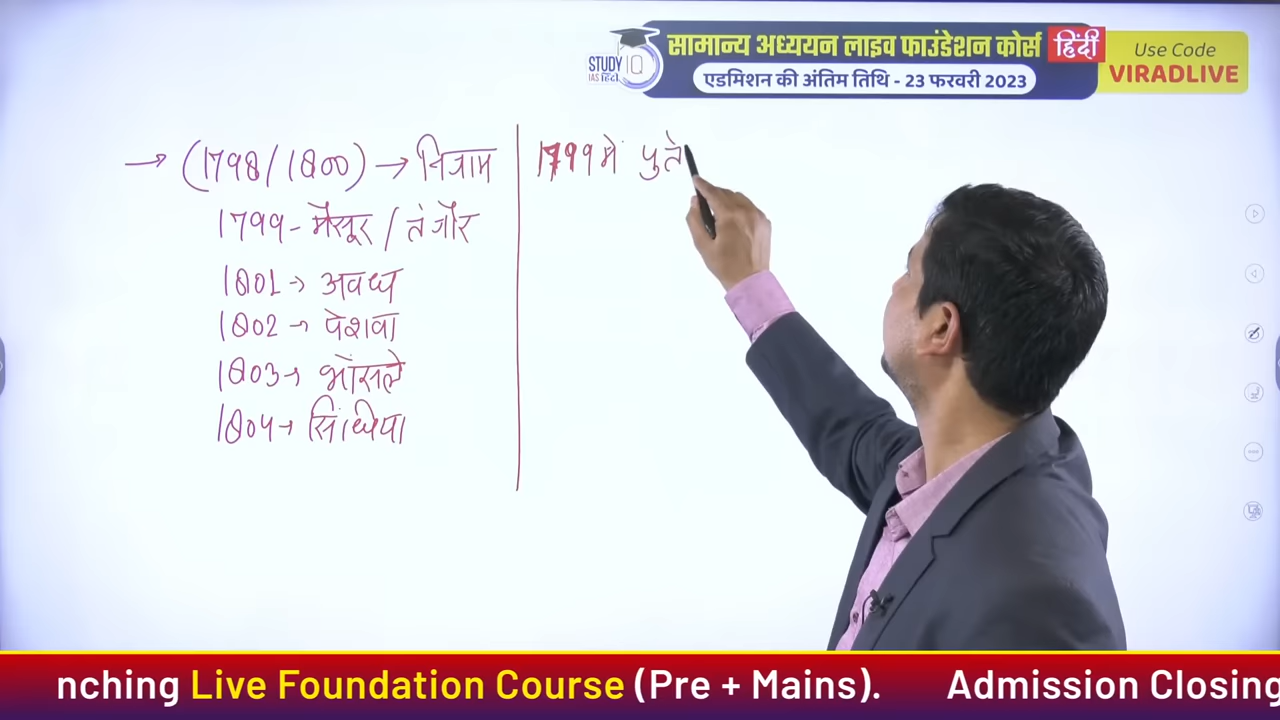 STUDY IQ
IAS हिंदी
सामान्य अध्ययन लाइव फाउंडेशन कोर्स हिंदी
एडमिशन की अंतिम तिथि - 23 फरवरी 2023
Use Code
VIRADLIVE
→ (1798/1800) → निजाम
1799 - मैसूर / तंजौर
1801 → अवध
1802 → पेशवा
1803 → भोंसले
1804 → सिंधिया
1799 में पुर्त
nching Live Foundation Course (Pre + Mains). Admission Closing